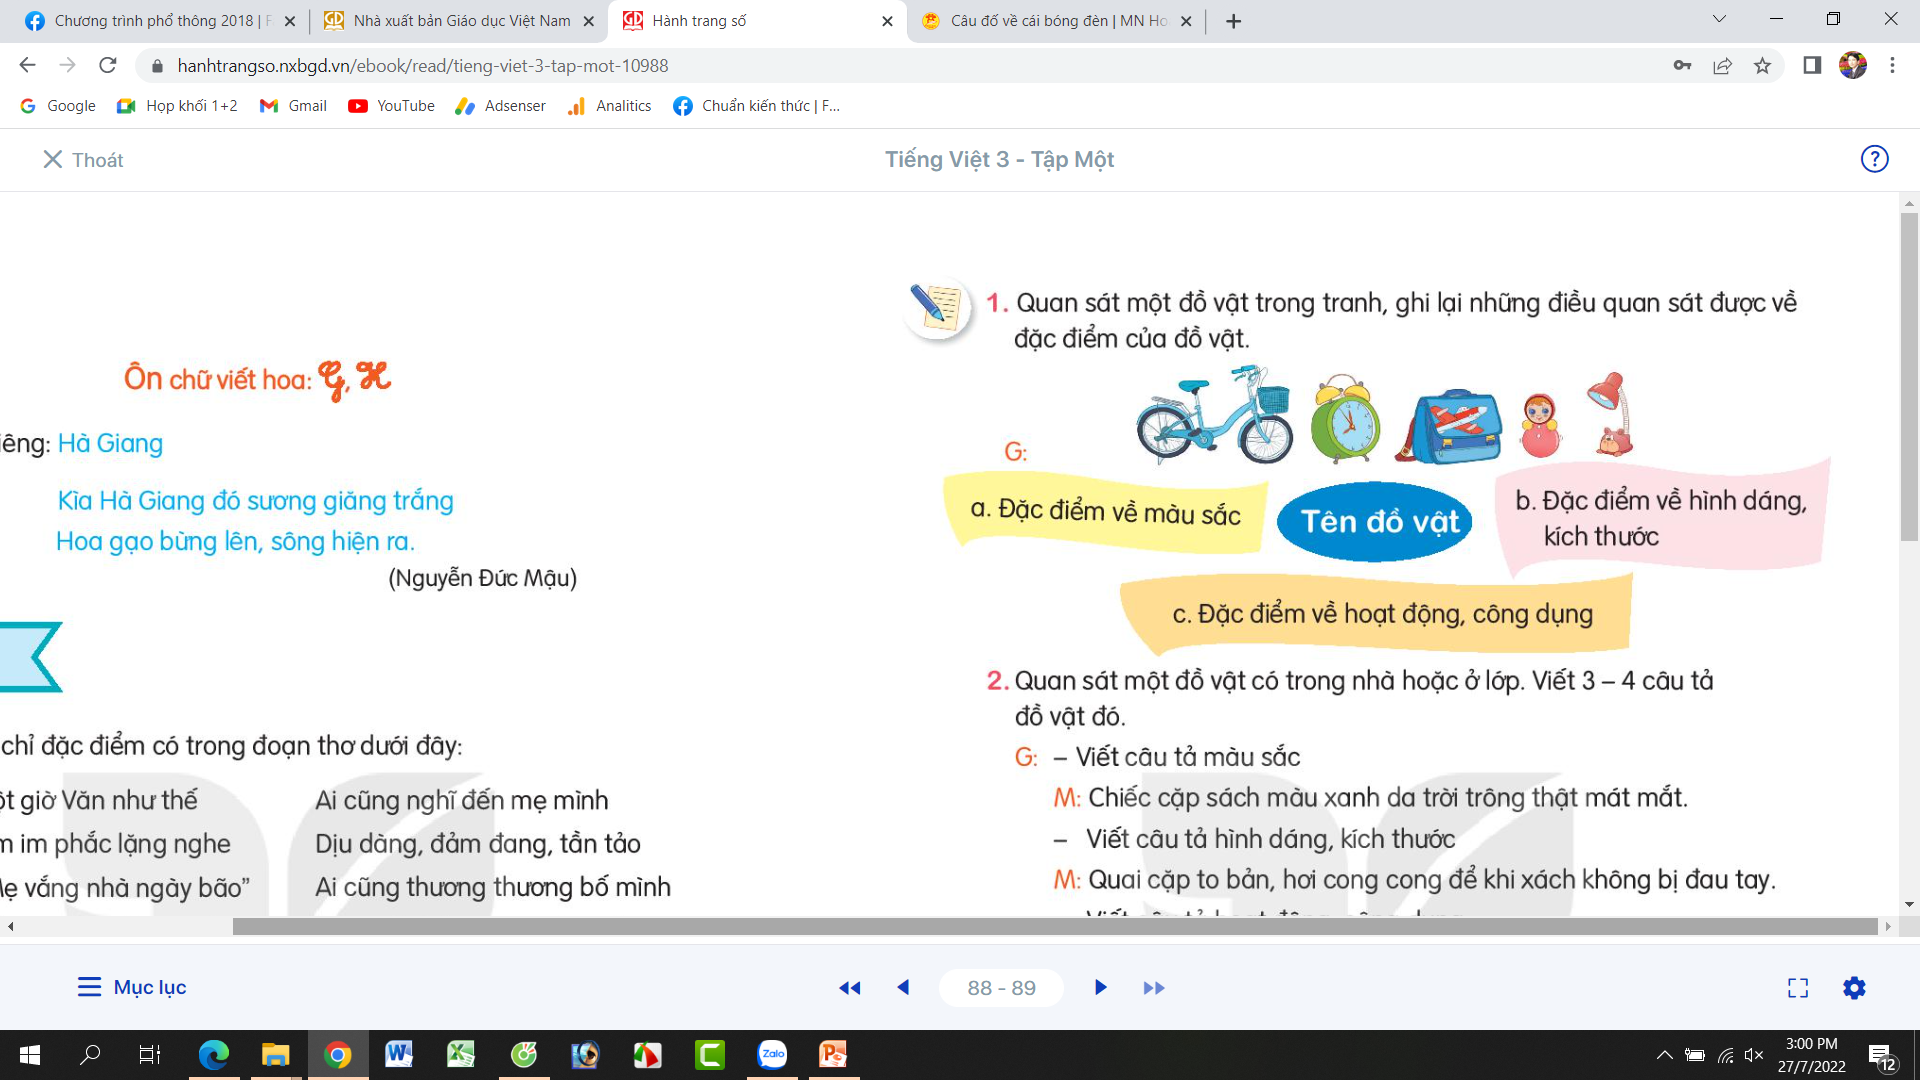 Chương trình phổ thông 2018 | F
Nhà xuất bản Giáo dục Việt Nam
Hành trang số
Câu đố về cái bóng đèn | MN Ho
hanhtrangso.nxbgd.vn/ebook/read/tieng-viet-3-tap-mot-10988
Google
Họp khối 1+2
Gmail
YouTube
Adsenser
Analitics
Chuẩn kiến thức | F...
Thoát
Tiếng Việt 3 - Tập Một
?
Ôn chữ viết hoa: G, H
iêng: Hà Giang
Kìa Hà Giang đó sương giăng trắng
Hoa gạo bừng lên, sông hiện ra.
(Nguyễn Đức Mậu)
chỉ đặc điểm có trong đoạn thơ dưới đây:
ột giờ Văn như thế
m im phắc lặng nghe
Mẹ vắng nhà ngày bão”
Ai cũng nghĩ đến mẹ mình
Dịu dàng, đảm đang, tần tảo
Ai cũng thương thương bố mình
1. Quan sát một đồ vật trong tranh, ghi lại những điều quan sát được về
đặc điểm của đồ vật.
G:
a. Đặc điểm về màu sắc
Tên đồ vật
b. Đặc điểm về hình dáng,
kích thước
c. Đặc điểm về hoạt động, công dụng
2. Quan sát một đồ vật có trong nhà hoặc ở lớp. Viết 3 – 4 câu tả
đồ vật đó.
G: – Viết câu tả màu sắc
M: Chiếc cặp sách màu xanh da trời trông thật mát mắt.
– Viết câu tả hình dáng, kích thước
M: Quai cặp to bản, hơi cong cong để khi xách không bị đau tay.
Mục lục
88 - 89
Zalo
3:00 PM
27/7/2022
12